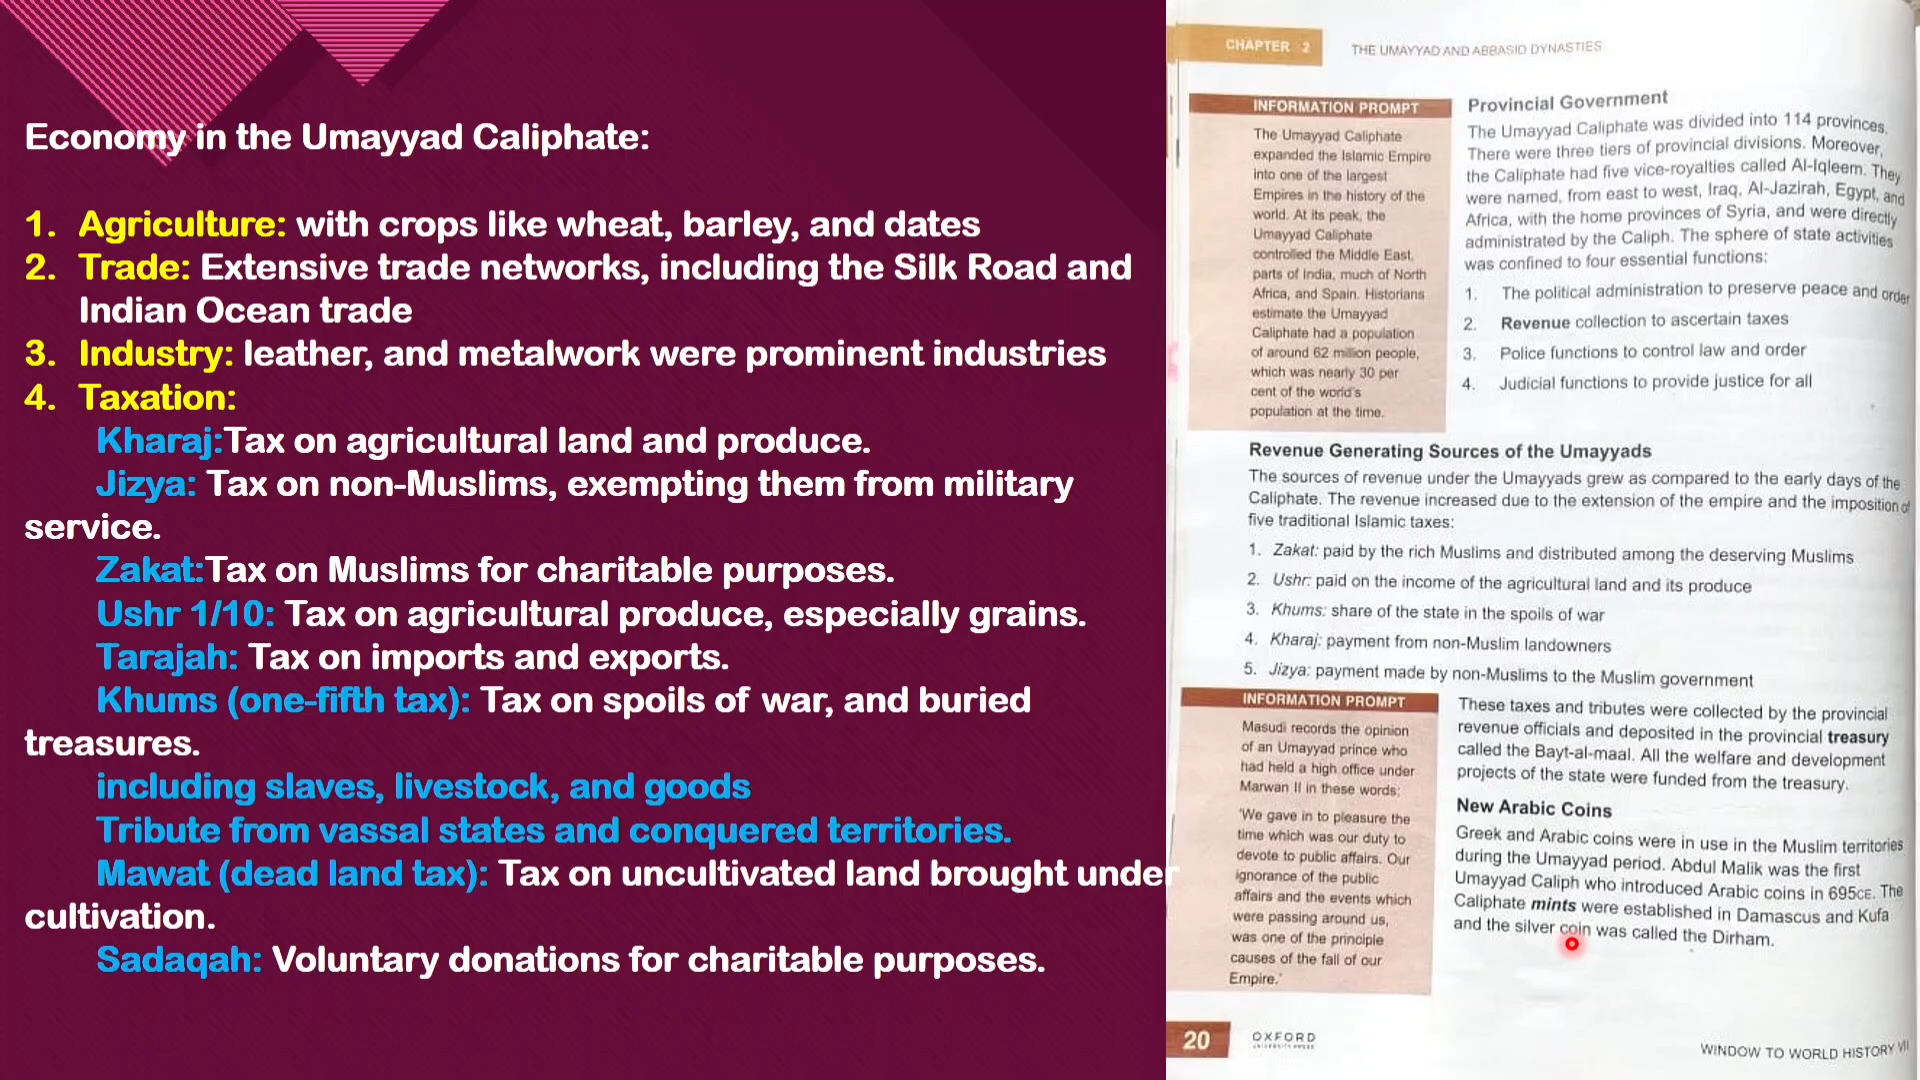 Economy in the Umayyad Caliphate:
1. Agriculture: with crops like wheat, barley, and dates
2. Trade: Extensive trade networks, including the Silk Road and
Indian Ocean trade
3. Industry: leather, and metalwork were prominent industries
4. Taxation:
Kharaj:Tax on agricultural land and produce.
Jizya: Tax on non-Muslims, exempting them from military
service.
Zakat:Tax on Muslims for charitable purposes.
Ushr 1/10: Tax on agricultural produce, especially grains.
Tarajah: Tax on imports and exports.
Khums (one-fifth tax): Tax on spoils of war, and buried
treasures.
including slaves, livestock, and goods
Tribute from vassal states and conquered territories.
Mawat (dead land tax): Tax on uncultivated land brought under
cultivation.
Sadaqah: Voluntary donations for charitable purposes.
CHAPTER 2
THE UMAYYAD AND ABBASID DYNASTIES
INFORMATION PROMPT
The Umayyad Caliphate
expanded the Islamic Empire
into one of the largest
Empires in the history of the
world. At its peak, the
Umayyad Caliphate
controlled the Middle East,
parts of India, much of North
Africa, and Spain. Historians
estimate the Umayyad
Caliphate had a population
of around 62 million people,
which was nearly 30 per
cent of the world's
population at the time.
Provincial Government
The Umayyad Caliphate was divided into 114 provinces.
There were three tiers of provincial divisions. Moreover,
the Caliphate had five vice-royalties called Al-Iqleem. They
were named, from east to west, Iraq, Al-Jazirah, Egypt, and
Africa, with the home provinces of Syria, and were directly
administrated by the Caliph. The sphere of state activities
was confined to four essential functions:
1. The political administration to preserve peace and order
2. Revenue collection to ascertain taxes
3. Police functions to control law and order
4. Judicial functions to provide justice for all
Revenue Generating Sources of the Umayyads
The sources of revenue under the Umayyads grew as compared to the early days of the
Caliphate. The revenue increased due to the extension of the empire and the imposition of
five traditional Islamic taxes:
1. Zakat: paid by the rich Muslims and distributed among the deserving Muslims
2. Ushr: paid on the income of the agricultural land and its produce
3. Khums: share of the state in the spoils of war
4. Kharaj: payment from non-Muslim landowners
5. Jizya: payment made by non-Muslims to the Muslim government
INFORMATION PROMPT
Masudi records the opinion
of an Umayyad prince who
had held a high office under
Marwan II in these words:
'We gave in to pleasure the
time which was our duty to
devote to public affairs. Our
ignorance of the public
affairs and the events which
were passing around us,
was one of the principle
causes of the fall of our
Empire.'
These taxes and tributes were collected by the provincial
revenue officials and deposited in the provincial treasury
called the Bayt-al-maal. All the welfare and development
projects of the state were funded from the treasury.
New Arabic Coins
Greek and Arabic coins were in use in the Muslim territories
during the Umayyad period. Abdul Malik was the first
Umayyad Caliph who introduced Arabic coins in 695CE. The
Caliphate mints were established in Damascus and Kufa
and the silver coin was called the Dirham.
20
OXFORD
UNIVERSITY PRESS
WINDOW TO WORLD HISTORY VII